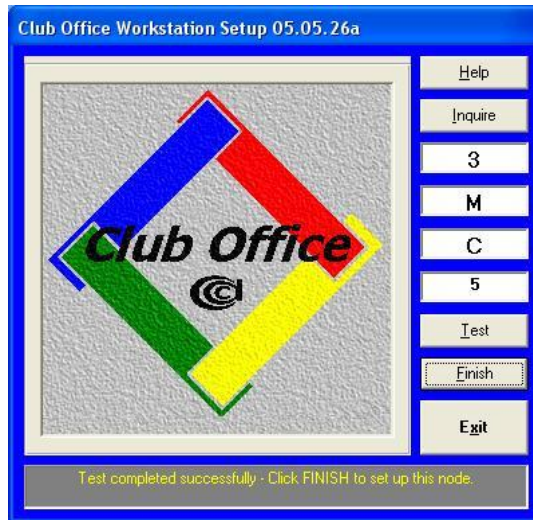 Club Office Workstation Setup 05.05.26a
Help
Inquire
3
M
C
5
Test
Finish
Exit
Club Office
Test completed successfully - Click FINISH to set up this node.